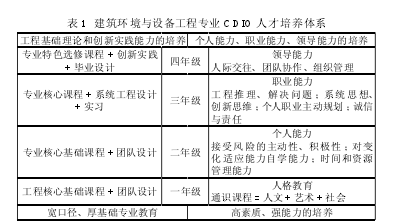 表 1 建筑环境与设备工程专业 CDIO 人才培养体系
工程基础理论和创新实践能力的培养 个人能力、职业能力、领导能力的培养
专业特色选修课程 + 创新实践
+ 毕业设计
四年级
领导能力
人际交往、团队协作、组织管理
专业核心课程 + 系统工程设计
+ 实习
三年级
职业能力
工程推理、解决问题；系统思想、
创新思维；个人职业主动规划；诚信
与责任
专业核心基础课程 + 团队设计
二年级
个人能力
接受风险的主动性、积极性；对变
化适应能力自学能力；时间和资源
管理能力
工程核心基础课程 + 团队设计
一年级
人格教育
通识课程 = 人文 + 艺术 + 社会
宽口径、厚基础专业教育
高素质、强能力的培养